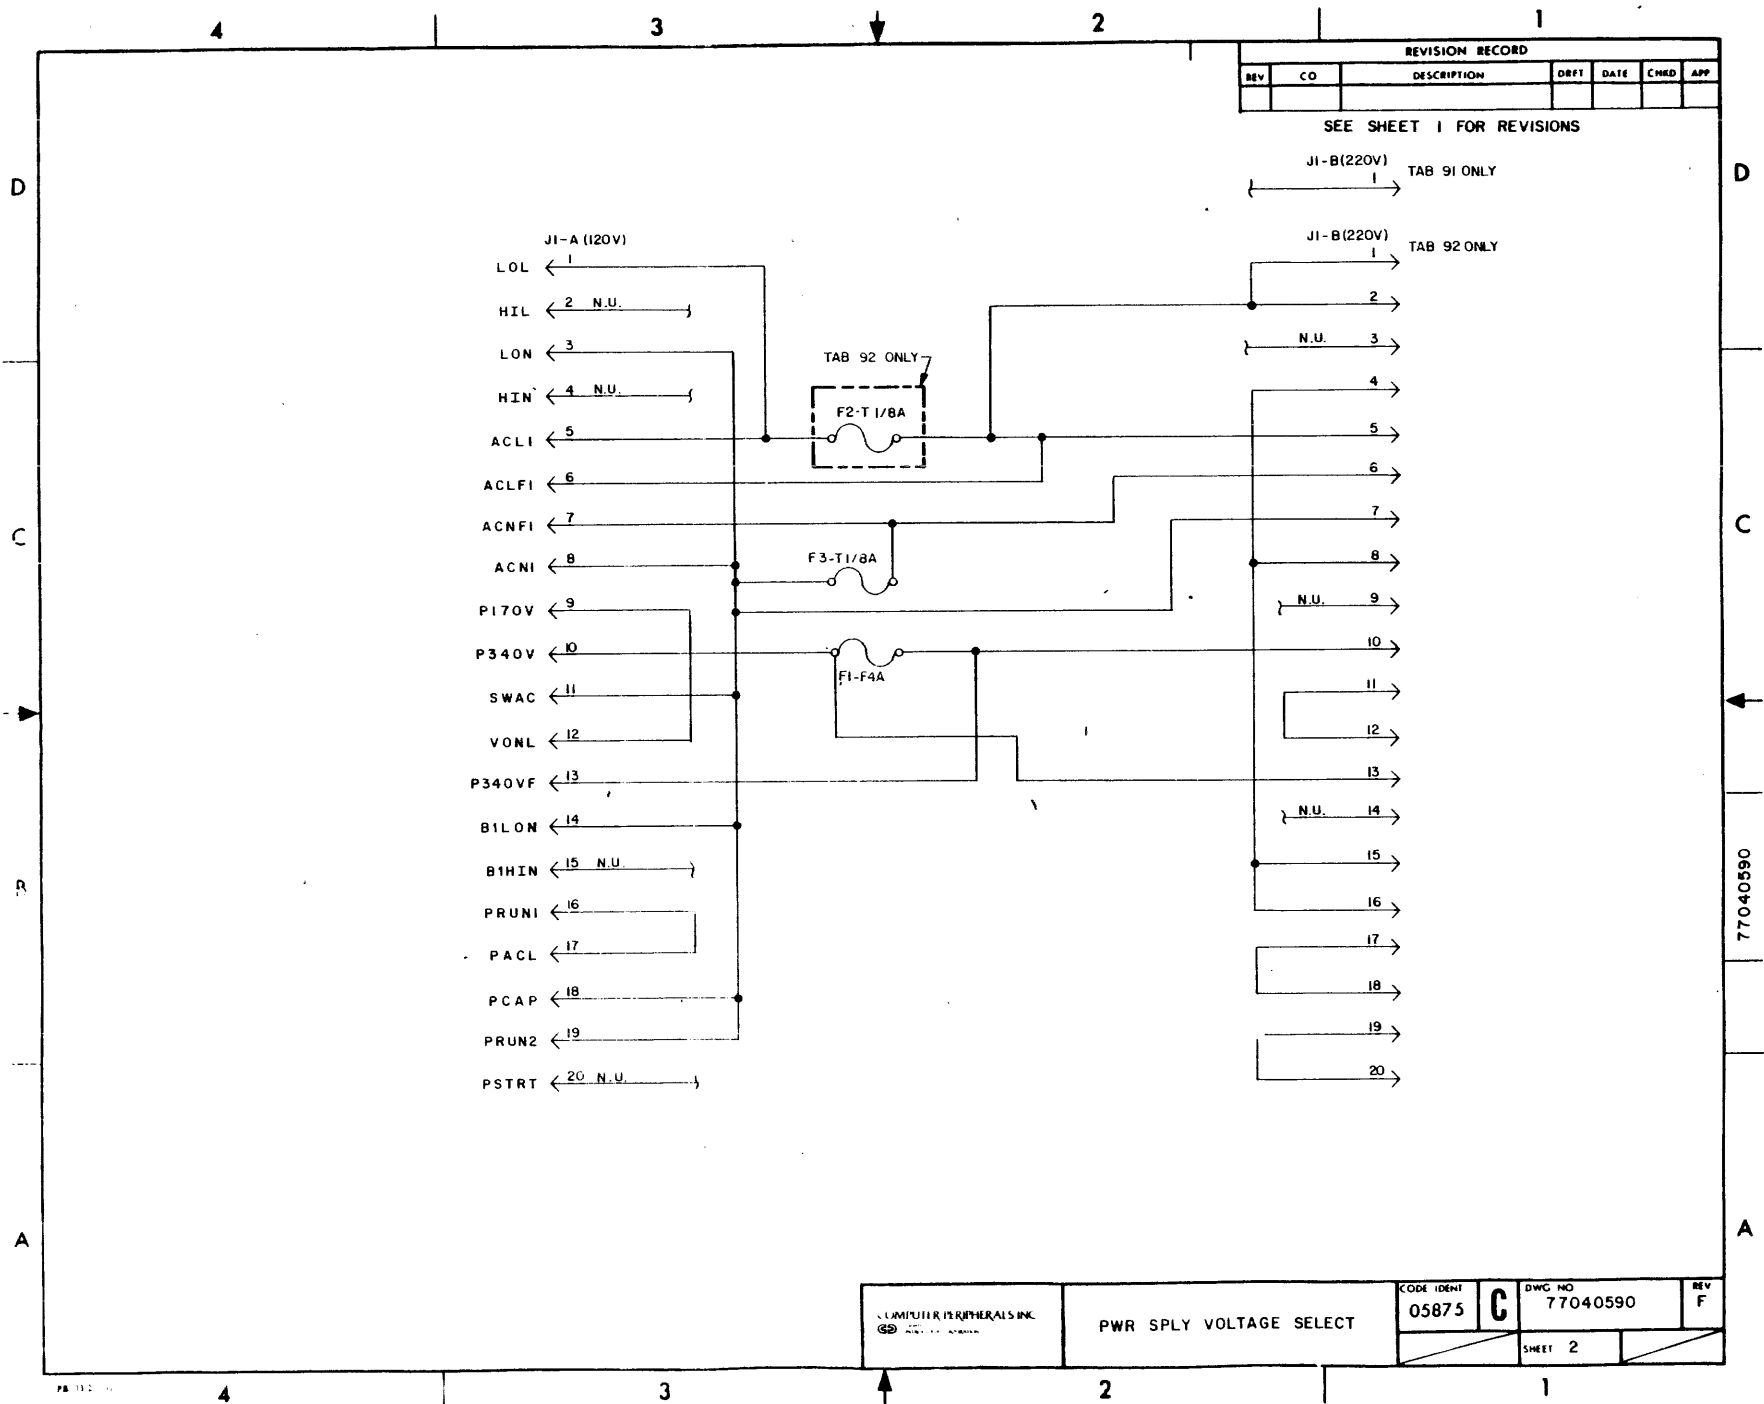 4 3 2 1
REVISION RECORD
REV CO DESCRIPTION DRFT DATE CHKD APP
SEE SHEET 1 FOR REVISIONS
D D
J1-B(220V) TAB 91 ONLY
1
J1-A (120V)
J1-B(220V) TAB 92 ONLY
LOL 1
1
HIL 2 N.U.
2
LON 3
N.U. 3
TAB 92 ONLY
HIN 4 N.U.
4
F2-T 1/8A
ACL1 5
5
ACLF1 6
6
ACNF1 7
7
C C
F3-T1/8A
ACN1 8
8
P170V 9
N.U. 9
P340V 10
10
F1-F4A
SWAC 11
11
VONL 12
12
P340VF 13
13
B1LON 14
N.U. 14
B1HIN 15 N.U.
15
B
77040590
PRUN1 16
16
PACL 17
17
PCAP 18
18
PRUN2 19
19
PSTRT 20 N.U.
20
A A
COMPUTER PERIPHERALS INC
PWR SPLY VOLTAGE SELECT
CODE IDENT
05875
C
DWG NO
77040590
REV
F
SHEET 2
4 3 2 1